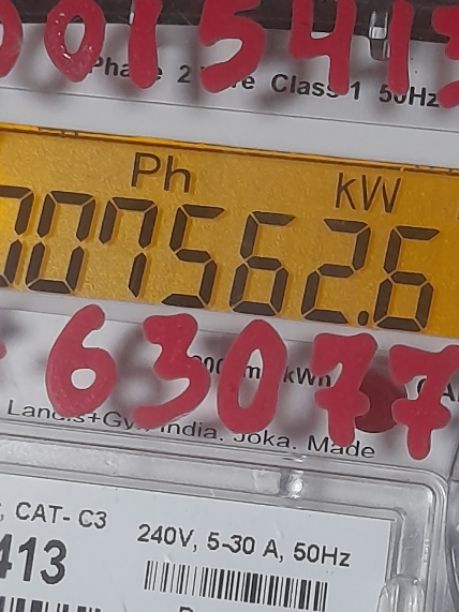 0015413
Phase 2 Wire Class 1 50Hz
Ph kW
007562.6
63077
kWh
Landis+Gyr India. Joka. Made
, CAT- C3
413
240V, 5-30 A, 50Hz